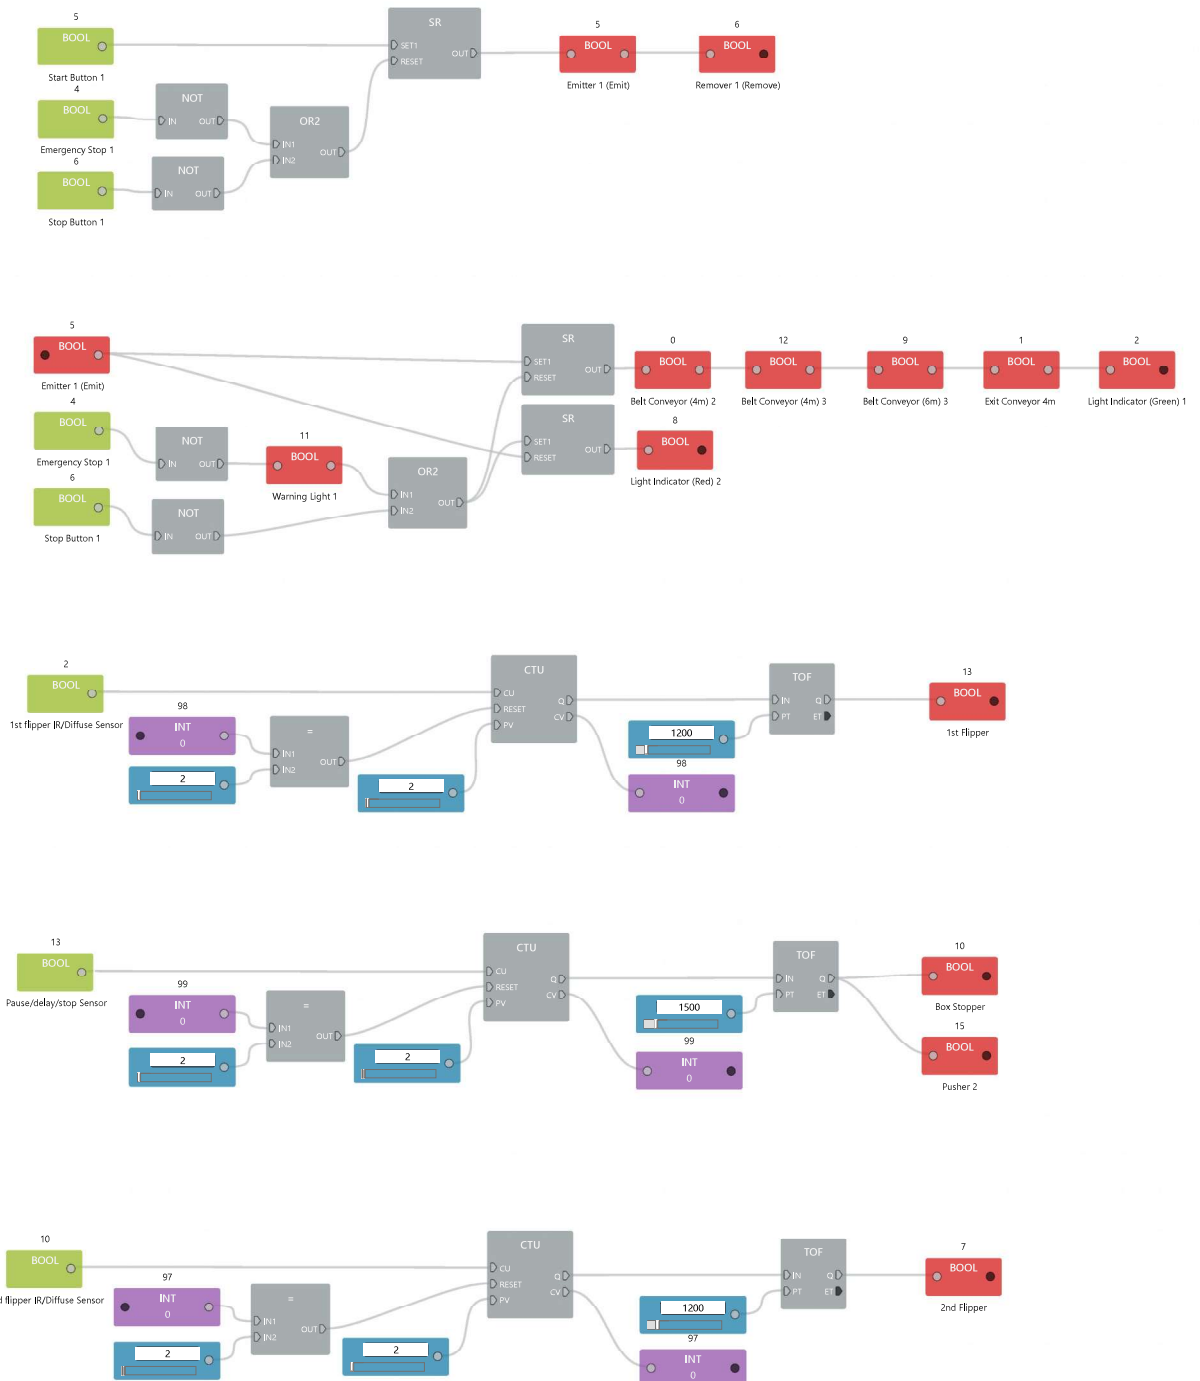 5
BOOL
Start Button 1
SR
SET1
RESET
OUT
5
BOOL
Emitter 1 (Emit)
6
BOOL
Remover 1 (Remove)
4
BOOL
Emergency Stop 1
NOT
IN OUT
OR2
IN1
IN2
OUT
6
BOOL
Stop Button 1
NOT
IN OUT
5
BOOL
Emitter 1 (Emit)
SR
SET1
RESET
OUT
0
BOOL
Belt Conveyor (4m) 2
12
BOOL
Belt Conveyor (4m) 3
9
BOOL
Belt Conveyor (6m) 3
1
BOOL
Exit Conveyor 4m
2
BOOL
Light Indicator (Green) 1
4
BOOL
Emergency Stop 1
NOT
IN OUT
11
BOOL
Warning Light 1
OR2
IN1
IN2
OUT
SR
SET1
RESET
OUT
8
BOOL
Light Indicator (Red) 2
6
BOOL
Stop Button 1
NOT
IN OUT
2
BOOL
1st flipper IR/Diffuse Sensor
98
INT
0
2
=
IN1
IN2
OUT
2
CTU
CU
RESET
PV
Q
CV
1200
98
INT
0
TOF
IN Q
PT ET
13
BOOL
1st Flipper
13
BOOL
Pause/delay/stop Sensor
99
INT
0
2
=
IN1
IN2
OUT
2
CTU
CU
RESET
PV
Q
CV
1500
99
INT
0
TOF
IN Q
PT ET
10
BOOL
Box Stopper
15
BOOL
Pusher 2
10
BOOL
d flipper IR/Diffuse Sensor
97
INT
0
2
=
IN1
IN2
OUT
2
CTU
CU
RESET
PV
Q
CV
1200
97
INT
0
TOF
IN Q
PT ET
7
BOOL
2nd Flipper